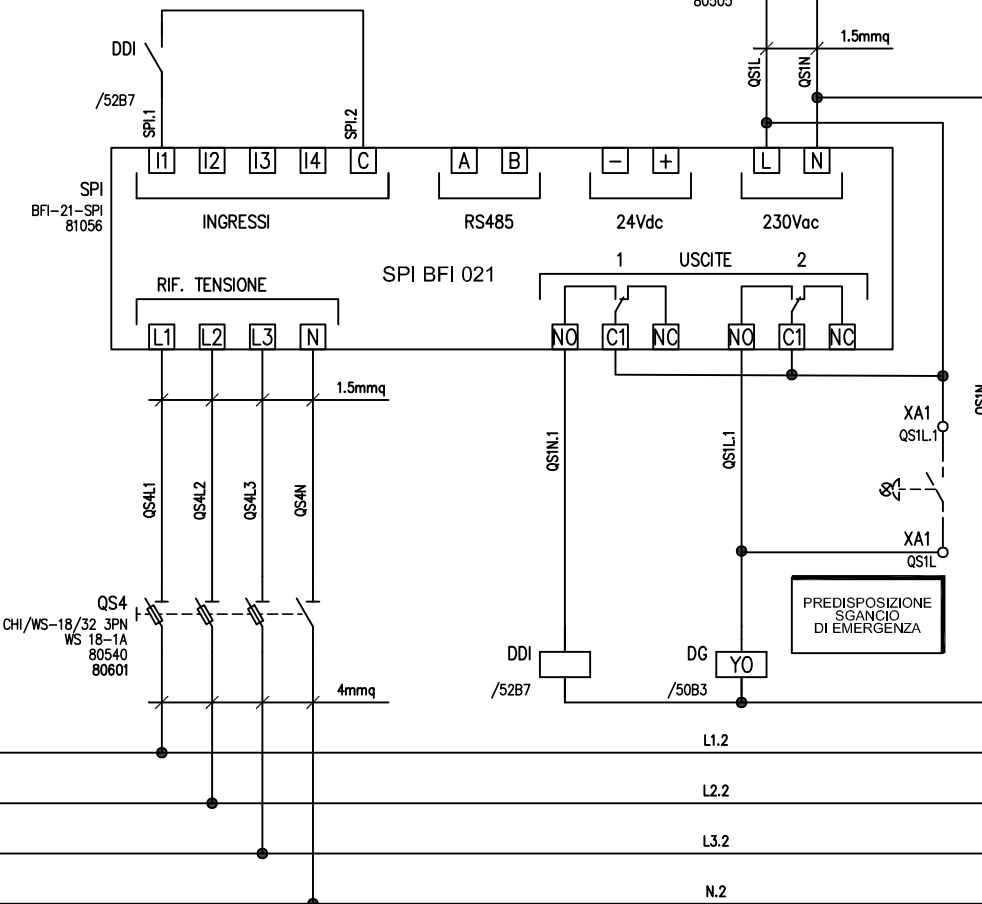 80505
1.5mmq
DDI
/52B7
SPI.1
SPI.2
QS1L
QS1N
I1 I2 I3 I4 C A B – + L N
SPI
BFI-21-SPI
81056
INGRESSI
RS485
24Vdc
230Vac
1 USCITE 2
SPI BFI 021
RIF. TENSIONE
L1 L2 L3 N NO C1 NC NO C1 NC
1.5mmq
QS4L1
QS4L2
QS4L3
QS4N
QS1N.1
QS1L.1
QS1N
XA1
QS1L.1
XA1
QS1L
PREDISPOSIZIONE
SGANCIO
DI EMERGENZA
QS4
CHI/WS-18/32 3PN
WS 18-1A
80540
80601
DDI
/52B7
DG
Y0
/50B3
4mmq
L1.2
L2.2
L3.2
N.2